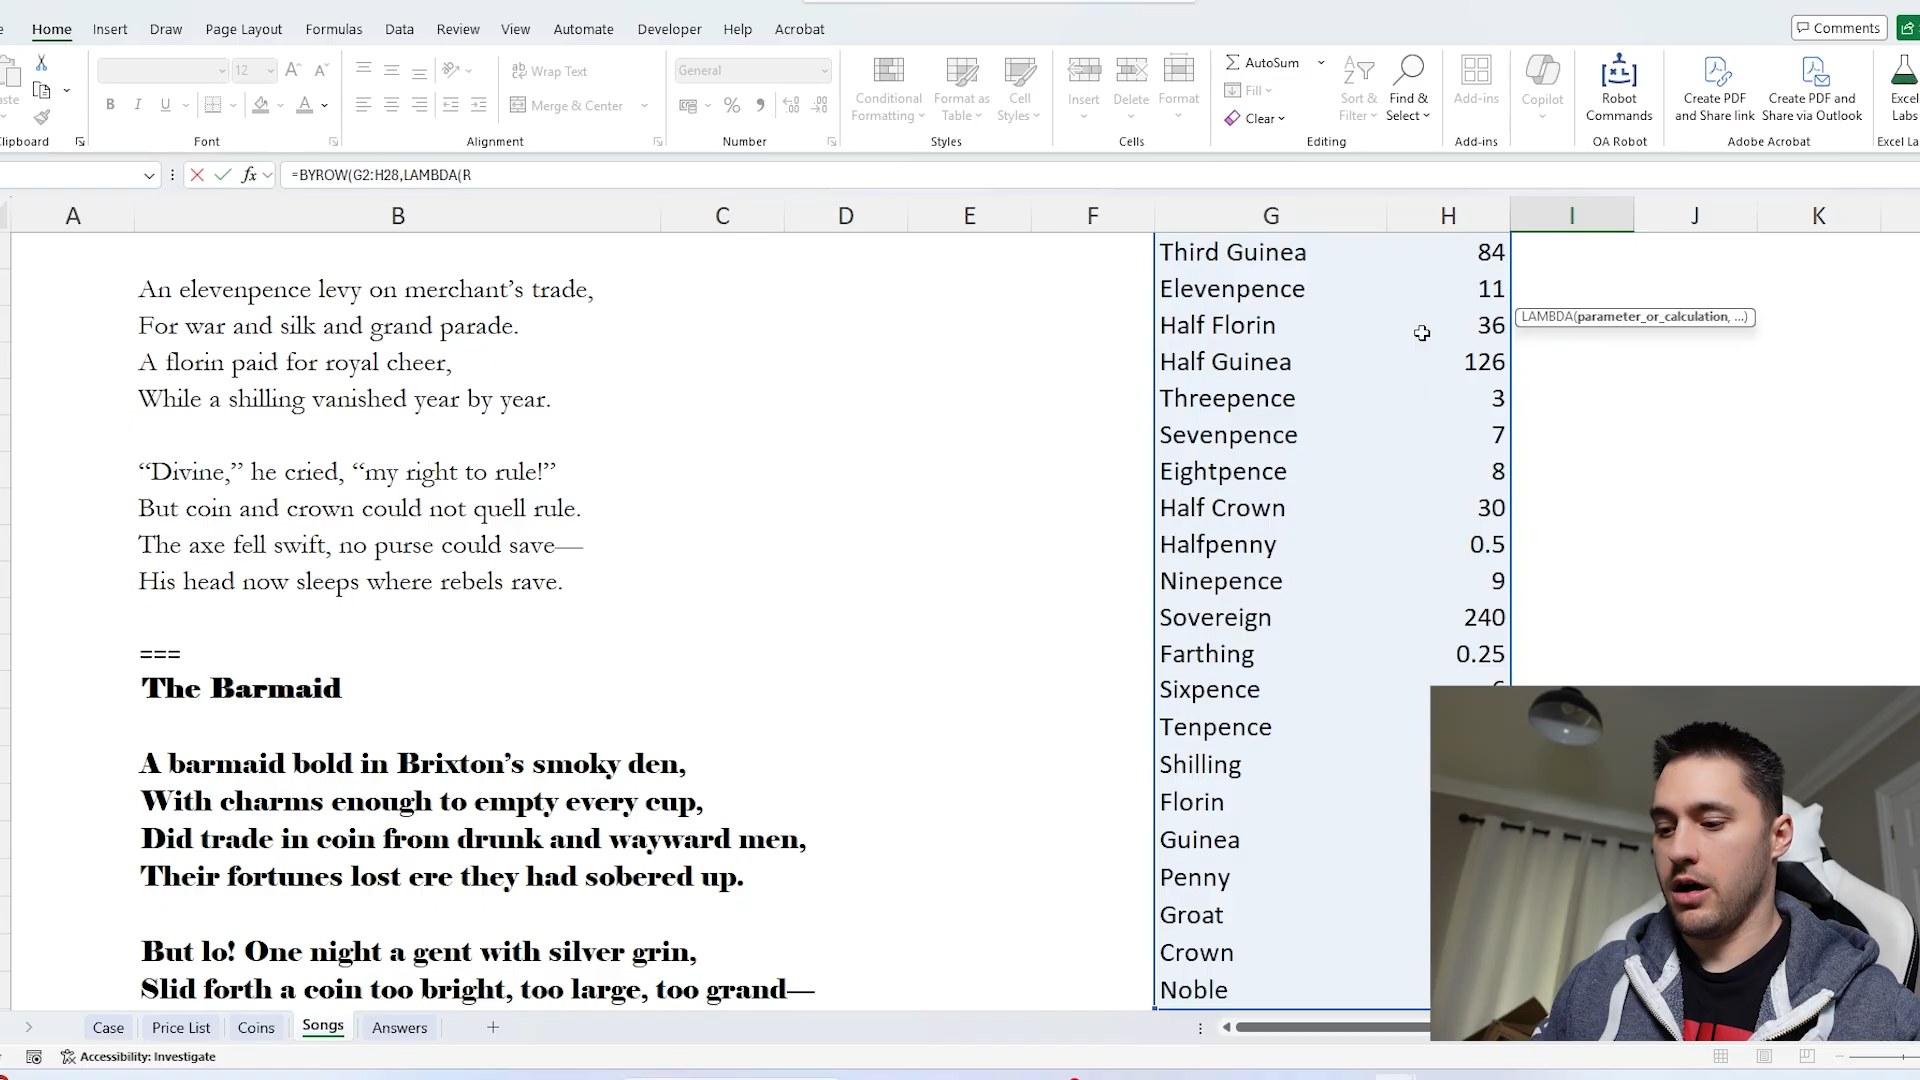 Home Insert Draw Page Layout Formulas Data Review View Automate Developer Help Acrobat
Comments
12
General
Wrap Text
Merge & Center
Conditional Formatting
Format as Table
Cell Styles
Insert
Delete
Format
AutoSum
Fill
Clear
Sort & Filter
Find & Select
Add-ins
Copilot
Robot Commands
Create PDF and Share link
Create PDF and Share via Outlook
Excel Labs
Font
Alignment
Number
Styles
Cells
Editing
Add-ins
OA Robot
Adobe Acrobat
=BYROW(G2:H28,LAMBDA(R
A B C D E F G H I J K
LAMBDA(parameter_or_calculation, ...)
An elevenpence levy on merchant’s trade,
For war and silk and grand parade.
A florin paid for royal cheer,
While a shilling vanished year by year.
“Divine,” he cried, “my right to rule!”
But coin and crown could not quell rule.
The axe fell swift, no purse could save—
His head now sleeps where rebels rave.
===
The Barmaid
A barmaid bold in Brixton’s smoky den,
With charms enough to empty every cup,
Did trade in coin from drunk and wayward men,
Their fortunes lost ere they had sobered up.
But lo! One night a gent with silver grin,
Slid forth a coin too bright, too large, too grand—
Third Guinea 84
Elevenpence 11
Half Florin 36
Half Guinea 126
Threepence 3
Sevenpence 7
Eightpence 8
Half Crown 30
Halfpenny 0.5
Ninepence 9
Sovereign 240
Farthing 0.25
Sixpence
Tenpence
Shilling
Florin
Guinea
Penny
Groat
Crown
Noble
Case Price List Coins Songs Answers
Accessibility: Investigate